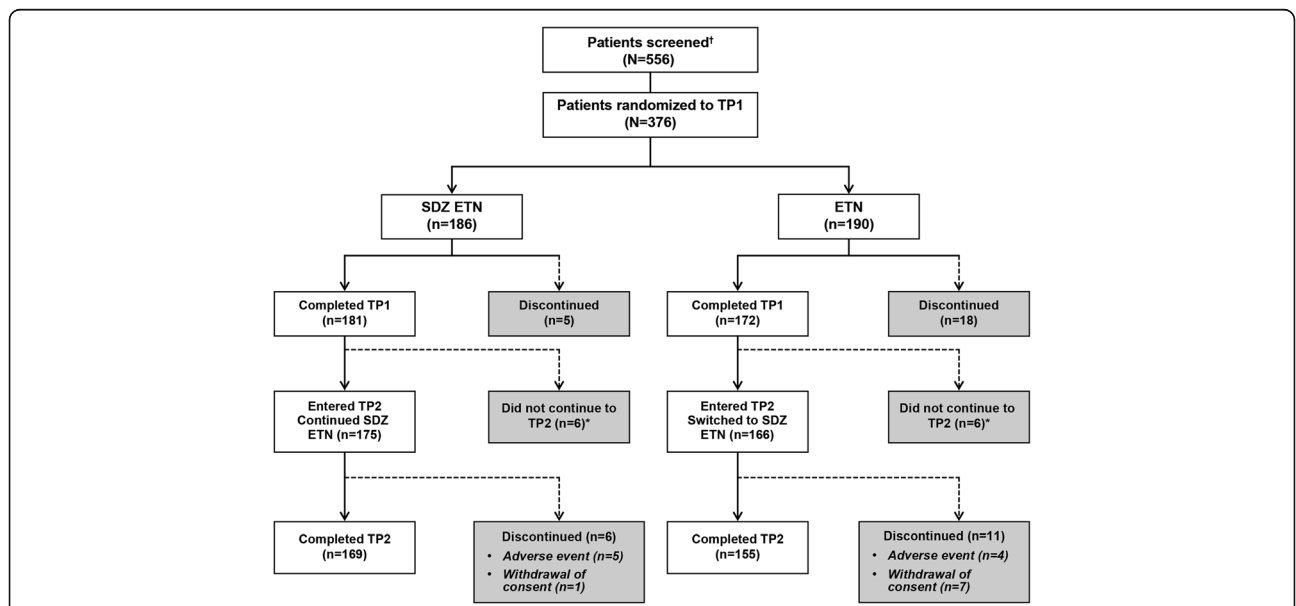 Patients screened†
(N=556)
Patients randomized to TP1
(N=376)
SDZ ETN
(n=186)
ETN
(n=190)
Completed TP1
(n=181)
Discontinued
(n=5)
Completed TP1
(n=172)
Discontinued
(n=18)
Entered TP2
Continued SDZ
ETN (n=175)
Did not continue to
TP2 (n=6)*
Entered TP2
Switched to SDZ
ETN (n=166)
Did not continue to
TP2 (n=6)*
Completed TP2
(n=169)
Discontinued (n=6)
• Adverse event (n=5)
• Withdrawal of
consent (n=1)
Completed TP2
(n=155)
Discontinued (n=11)
• Adverse event (n=4)
• Withdrawal of
consent (n=7)